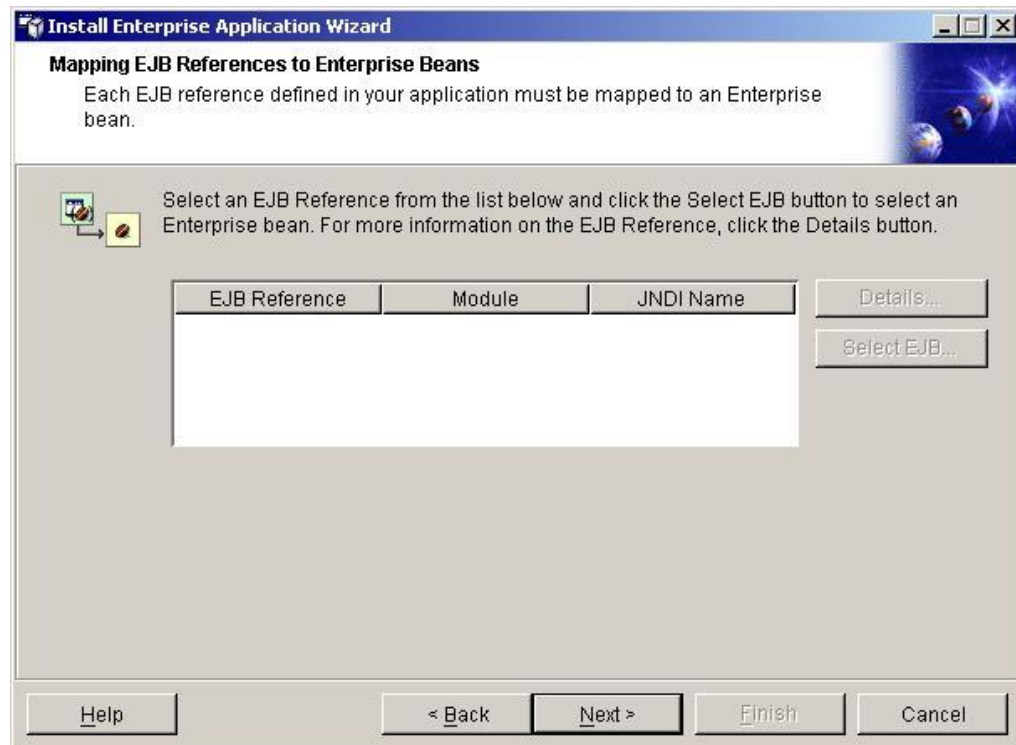 Install Enterprise Application Wizard
Mapping EJB References to Enterprise Beans
Each EJB reference defined in your application must be mapped to an Enterprise
bean.
Select an EJB Reference from the list below and click the Select EJB button to select an
Enterprise bean. For more information on the EJB Reference, click the Details button.
EJB Reference Module JNDI Name Details...
Select EJB...
Help < Back Next > Finish Cancel